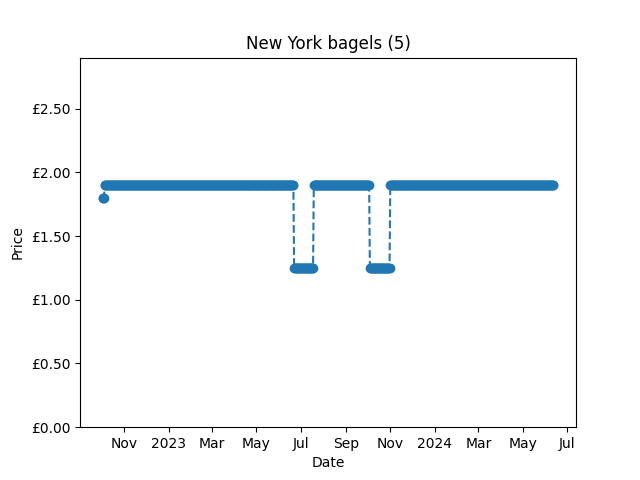 New York bagels (5)
£2.50
£2.00
£1.50
£1.00
£0.50
£0.00
Price
Nov 2023 Mar May Jul Sep Nov 2024 Mar May Jul
Date